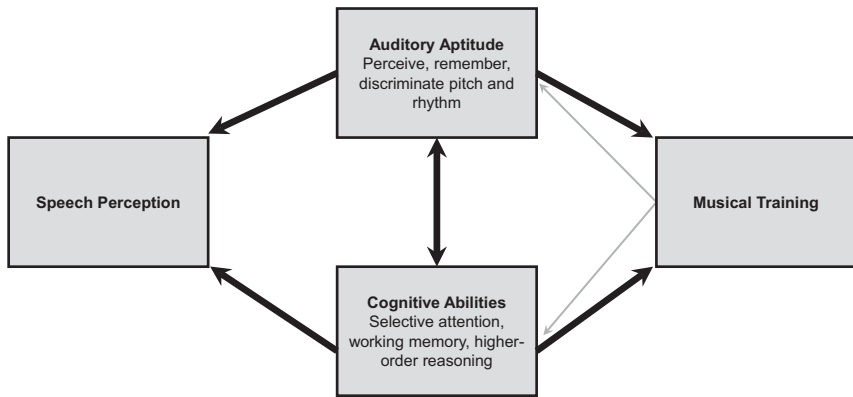 Auditory Aptitude
Perceive, remember,
discriminate pitch and
rhythm
Speech Perception
Musical Training
Cognitive Abilities
Selective attention,
working memory, higher-
order reasoning